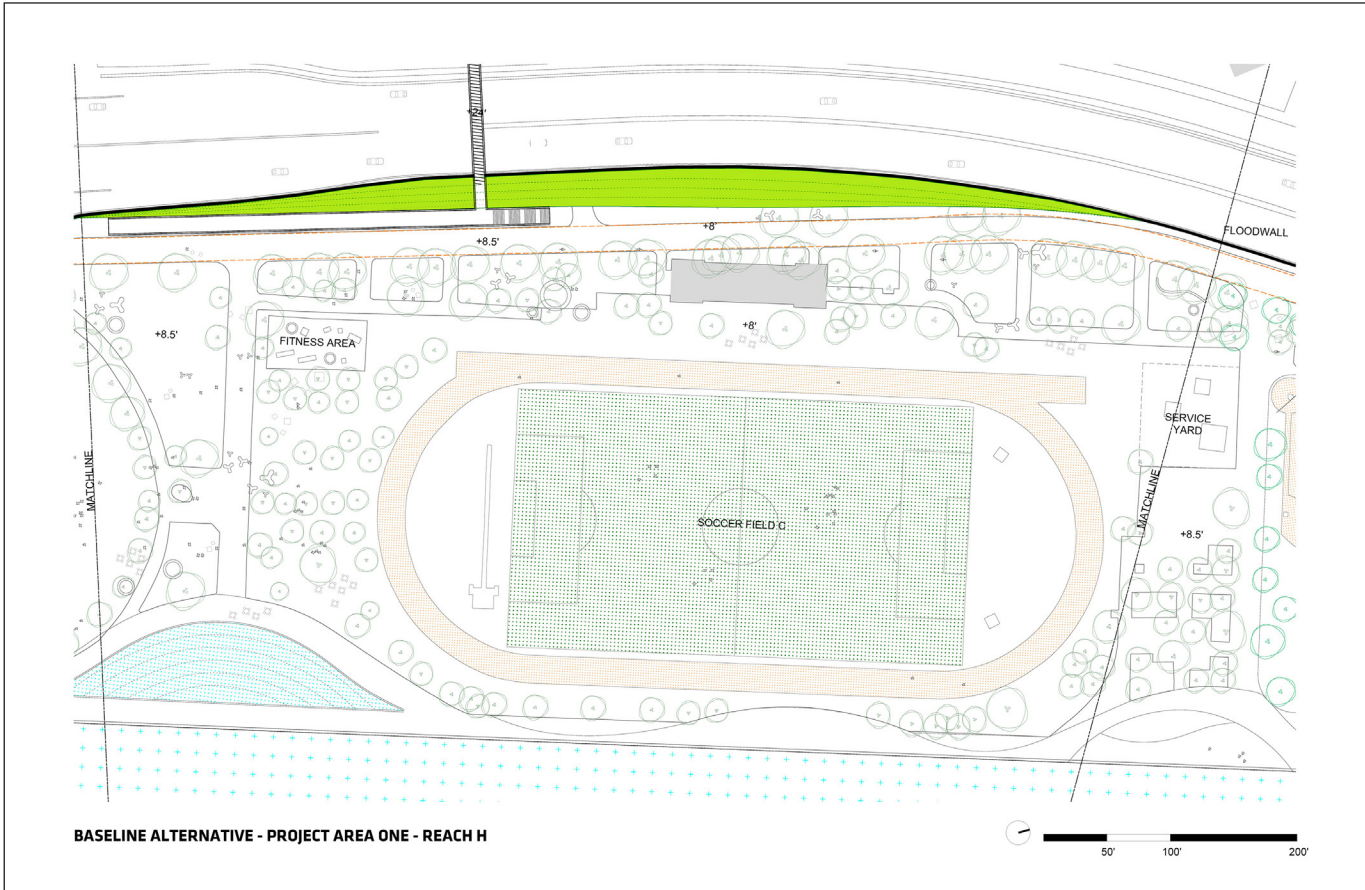 +24'
FLOODWALL
+8'
+8.5'
+8'
+8.5'
FITNESS AREA
SERVICE
YARD
MATCHLINE
MATCHLINE
SOCCER FIELD C
+8.5'
BASELINE ALTERNATIVE - PROJECT AREA ONE - REACH H
50'
100'
200'